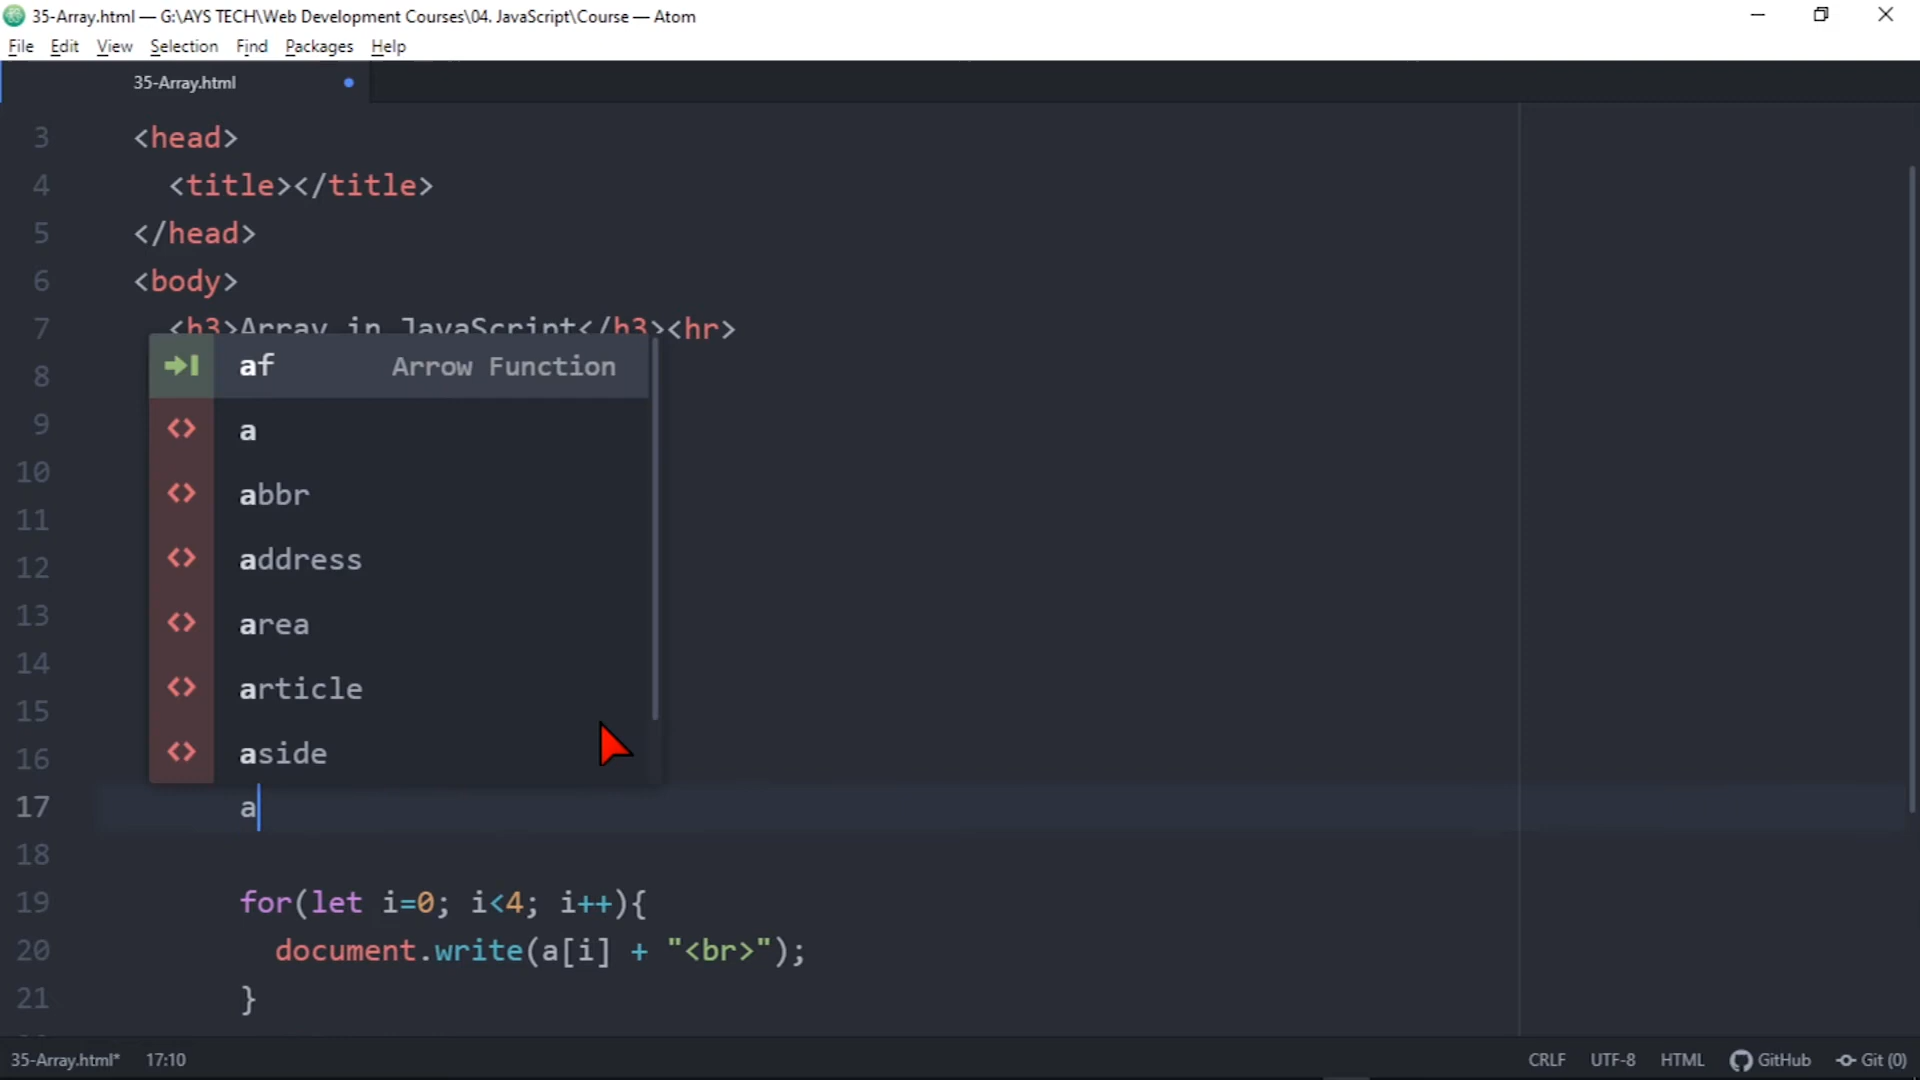 35-Array.html — G:\AYS TECH\Web Development Courses\04. JavaScript\Course — Atom
File Edit View Selection Find Packages Help
35-Array.html
3 <head>
4 <title></title>
5 </head>
6 <body>
7 <h3>Array in JavaScript</h3><hr>
8 af Arrow Function
9 a
10 abbr
11
12 address
13 area
14 article
15
16 aside
17 a
18
19 for(let i=0; i<4; i++){
20 document.write(a[i] + "<br>");
21 }
35-Array.html* 17:10 CRLF UTF-8 HTML GitHub Git (0)